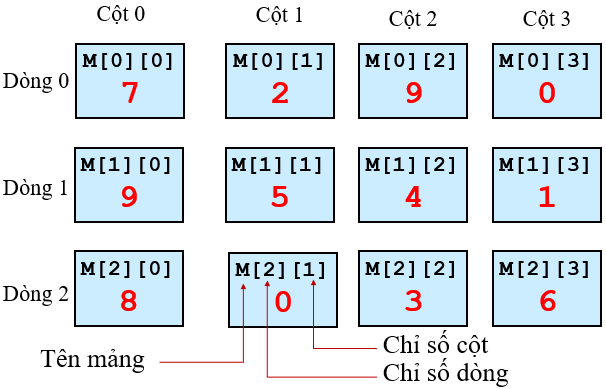 Cột 0 Cột 1 Cột 2 Cột 3
M[0][0] M[0][1] M[0][2] M[0][3]
Dòng 0 7 2 9 0
M[1][0] M[1][1] M[1][2] M[1][3]
Dòng 1 9 5 4 1
M[2][0] M[2][1] M[2][2] M[2][3]
Dòng 2 8 0 3 6
Tên mảng Chỉ số cột
Chỉ số dòng